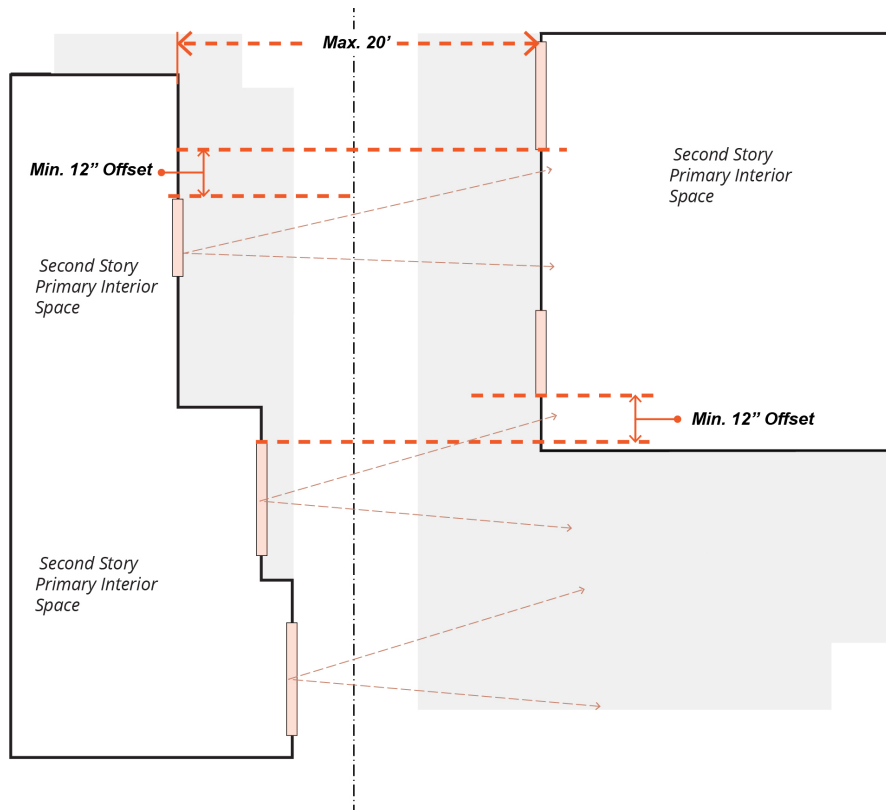 Max. 20’
Min. 12” Offset
Second Story
Primary Interior
Space
Second Story
Primary Interior
Space
Min. 12” Offset
Second Story
Primary Interior
Space